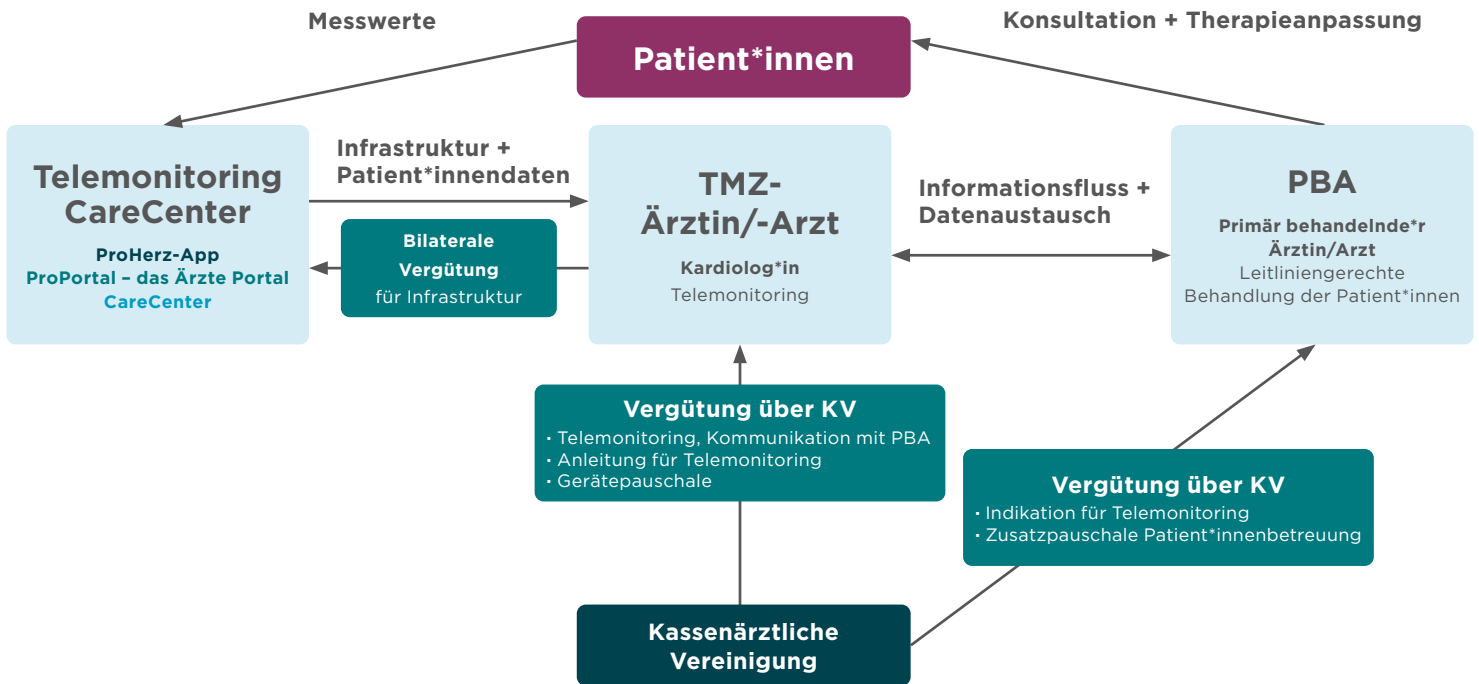 Messwerte
Konsultation + Therapieanpassung
Patient*innen
Telemonitoring
CareCenter
ProHerz-App
ProPortal – das Ärzte Portal
CareCenter
Infrastruktur +
Patient*innendaten
Bilaterale
Vergütung
für Infrastruktur
TMZ-
Ärztin/-Arzt
Kardiolog*in
Telemonitoring
Informationsfluss +
Datenaustausch
PBA
Primär behandelnde*r
Ärztin/Arzt
Leitliniengerechte
Behandlung der Patient*innen
Vergütung über KV
· Telemonitoring, Kommunikation mit PBA
· Anleitung für Telemonitoring
· Gerätepauschale
Vergütung über KV
· Indikation für Telemonitoring
· Zusatzpauschale Patient*innenbetreuung
Kassenärztliche
Vereinigung